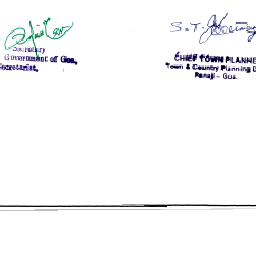 Secretary
Government of Goa,
Secretariat,
S. T.
CHIEF TOWN PLANNE
Town & Country Planning D
Panaji - Goa.